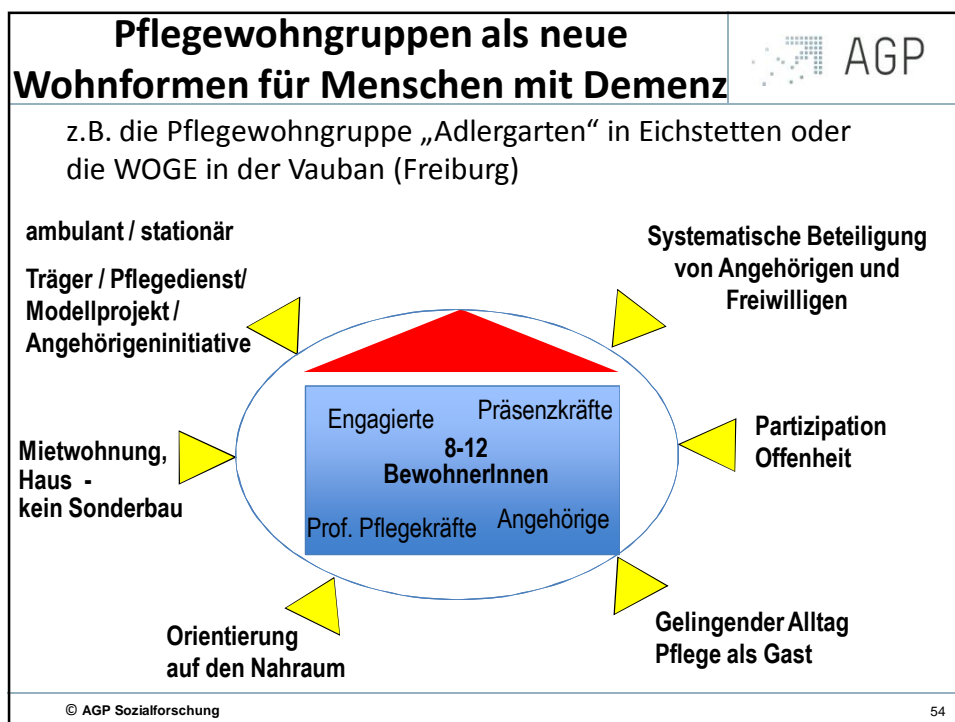 Pflegewohngruppen als neue
Wohnformen für Menschen mit Demenz
AGP
z.B. die Pflegewohngruppe „Adlergarten“ in Eichstetten oder
die WOGE in der Vauban (Freiburg)
ambulant / stationär
Träger / Pflegedienst/
Modellprojekt /
Angehörigeninitiative
Systematische Beteiligung
von Angehörigen und
Freiwilligen
Engagierte
Präsenzkräfte
8-12
BewohnerInnen
Prof. Pflegekräfte
Angehörige
Mietwohnung,
Haus -
kein Sonderbau
Partizipation
Offenheit
Orientierung
auf den Nahraum
Gelingender Alltag
Pflege als Gast
© AGP Sozialforschung
54